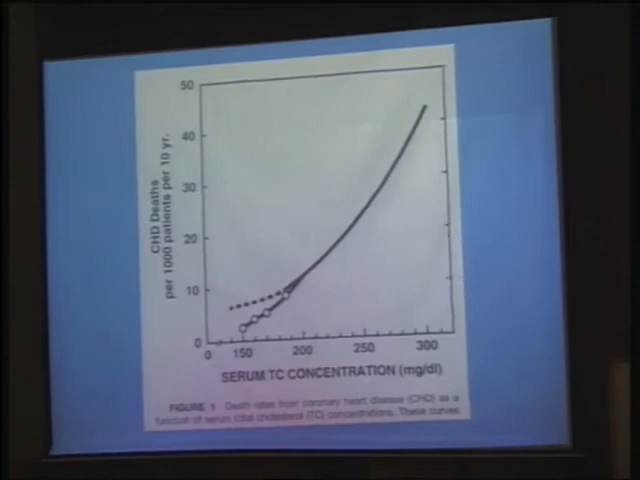 50
40
30
20
10
0
CHD Deaths
per 1000 patients per 10 yr.
0 150 200 250 300
SERUM TC CONCENTRATION (mg/dl)
FIGURE 1 Death rates from coronary heart disease (CHD) as a
function of serum total cholesterol (TC) concentrations. These curves